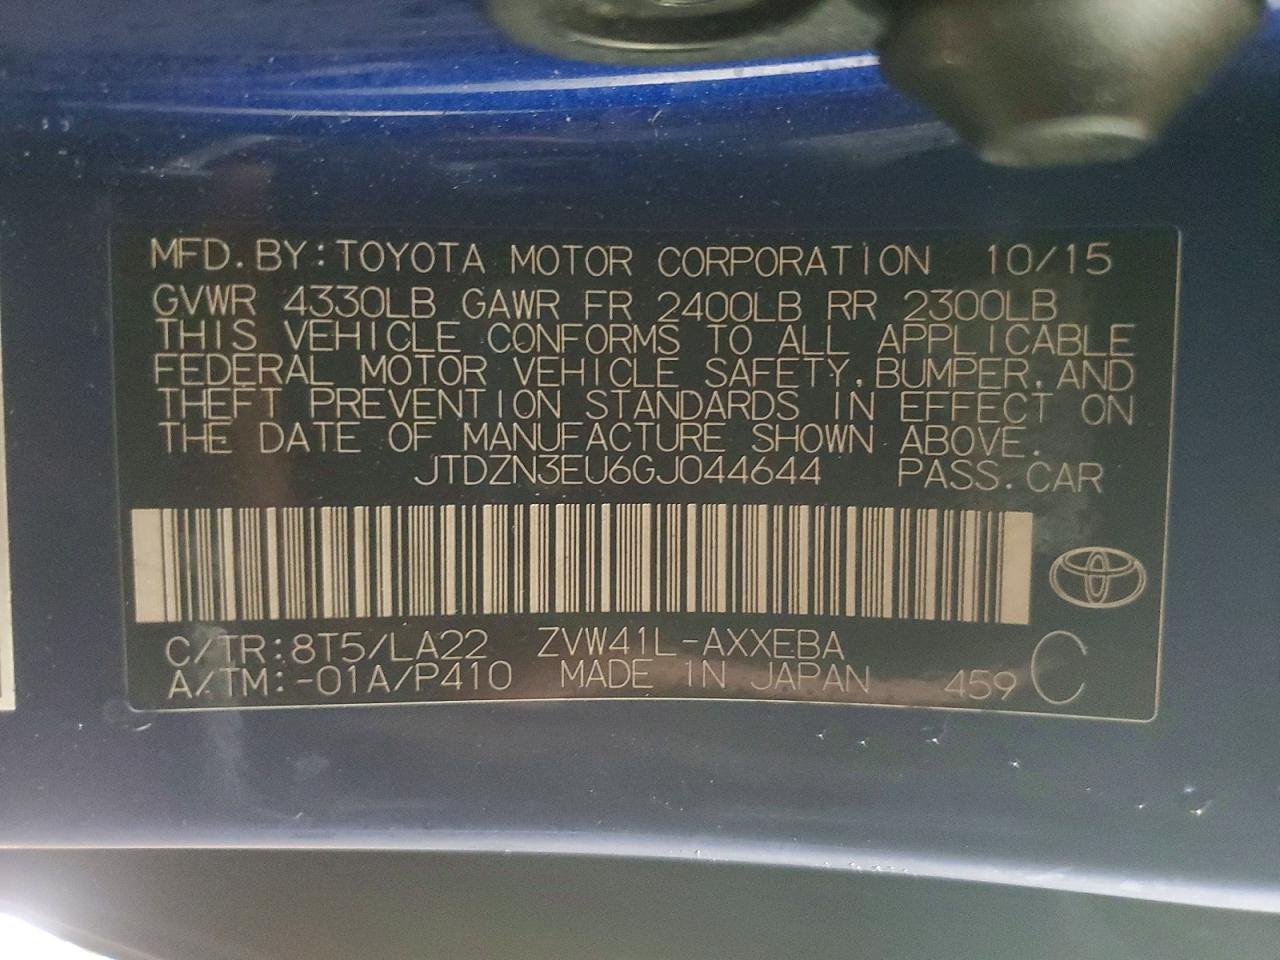 MFD.BY:TOYOTA MOTOR CORPORATION 10/15
GVWR 4330LB GAWR FR 2400LB RR 2300LB
THIS VEHICLE CONFORMS TO ALL APPLICABLE
FEDERAL MOTOR VEHICLE SAFETY,BUMPER,AND
THEFT PREVENTION STANDARDS IN EFFECT ON
THE DATE OF MANUFACTURE SHOWN ABOVE.
JTDZN3EU6GJ044644 PASS.CAR
C/TR:8T5/LA22 ZVW41L-AXXEBA
A/TM:-01A/P410 MADE IN JAPAN 459 C